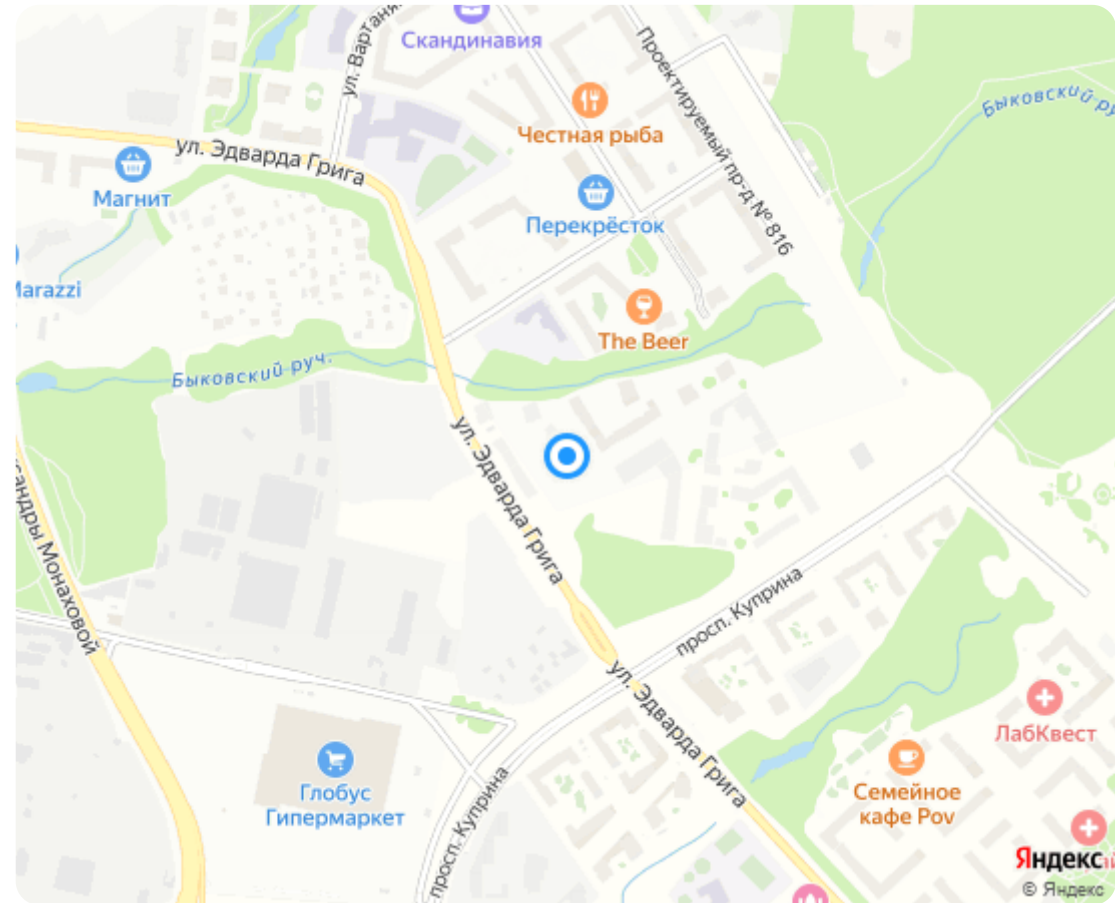 ул. Вартаня
Скандинавия
Проектируемый пр-д № 816
Быковский ру
Честная рыба
ул. Эдварда Грига
Магнит
Перекрёсток
Marazzi
The Beer
Быковский руч.
ул. Эдварда Грига
сандры Монаховой
просп. Куприна
ул. Эдварда Грига
ЛабКвест
Глобус
Гипермаркет
Семейное
кафе Pov
просп. Куприна
Яндекс
© Яндекс